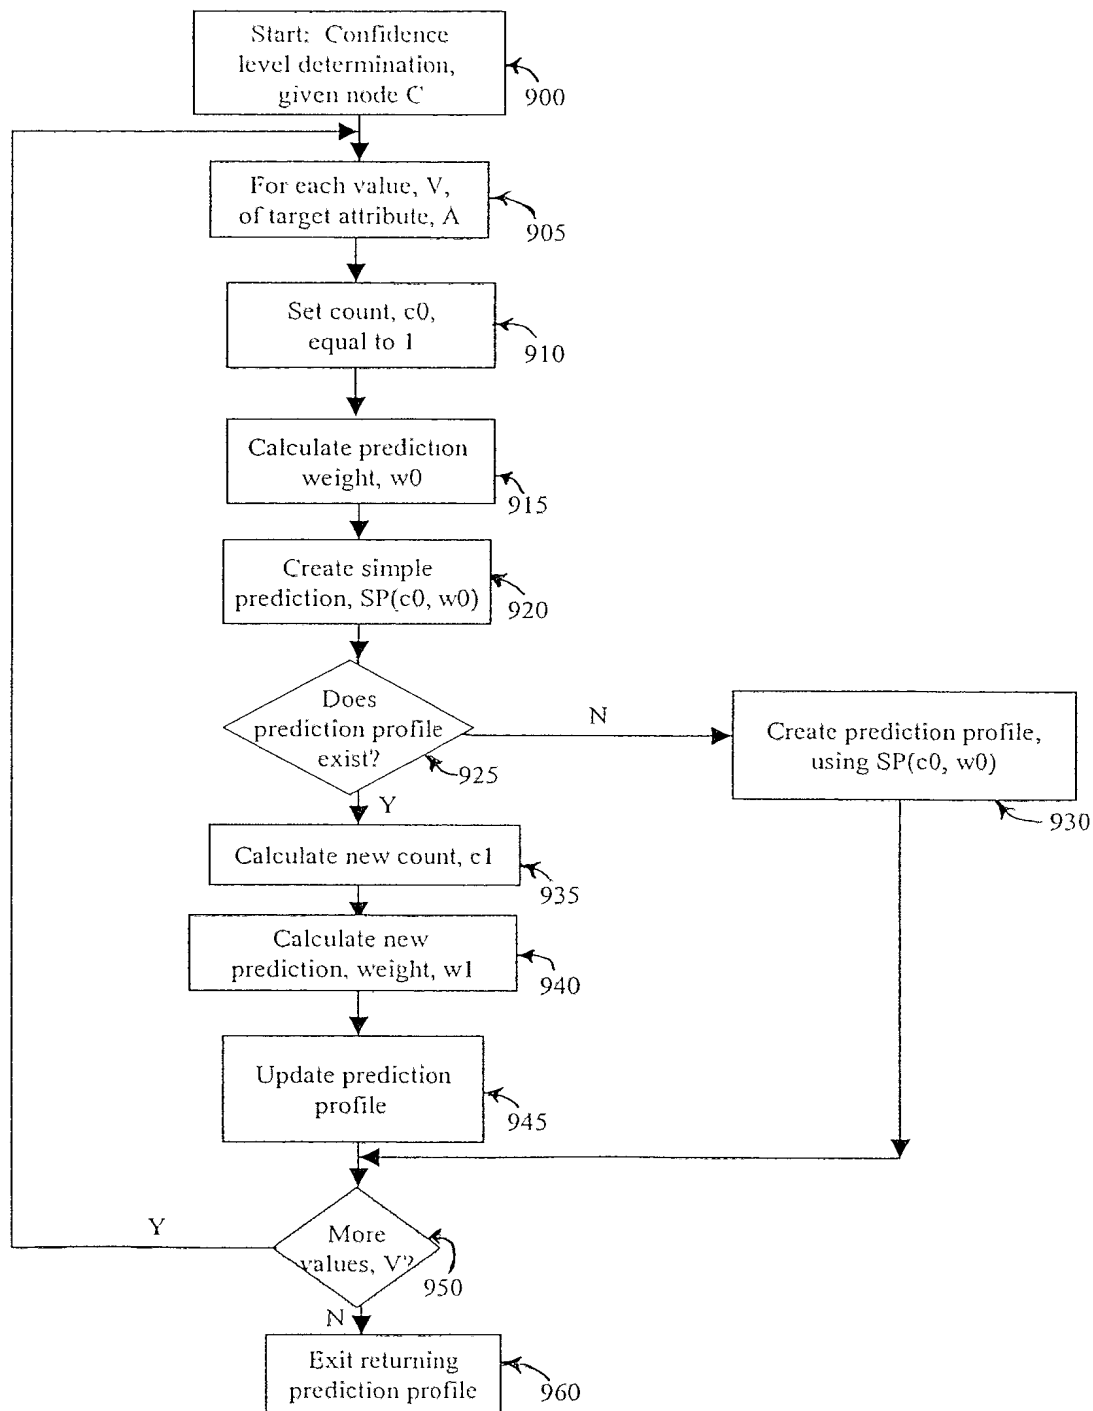 Start: Confidence
level determination,
given node C
900
For each value, V,
of target attribute, A
905
Set count, c0,
equal to 1
910
Calculate prediction
weight, w0
915
Create simple
prediction, SP(c0, w0)
920
Does
prediction profile
exist?
925
N
Create prediction profile,
using SP(c0, w0)
930
Y
Calculate new count, c1
935
Calculate new
prediction, weight, w1
940
Update prediction
profile
945
More
values, V?
950
Y
N
Exit returning
prediction profile
960